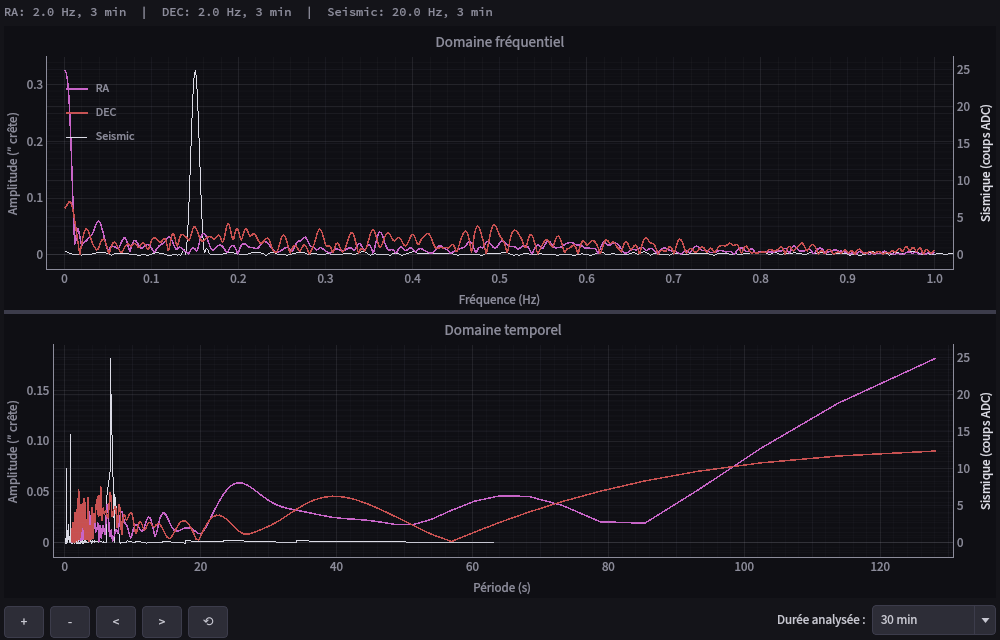 RA: 2.0 Hz, 3 min | DEC: 2.0 Hz, 3 min | Seismic: 20.0 Hz, 3 min
Domaine fréquentiel
Amplitude (" crête)
0.3
0.2
0.1
0
RA
DEC
Seismic
25
20
15
10
5
0
Sismique (coups ADC)
0 0.1 0.2 0.3 0.4 0.5 0.6 0.7 0.8 0.9 1.0
Fréquence (Hz)
Domaine temporel
Amplitude (" crête)
0.15
0.10
0.05
0
25
20
15
10
5
0
Sismique (coups ADC)
0 20 40 60 80 100 120
Période (s)
+ - < > ⟲
Durée analysée : 30 min